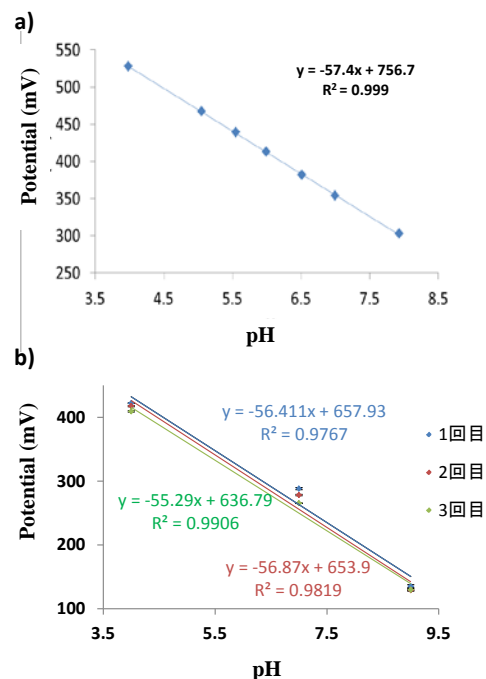 a)
550
500
450
400
350
300
250
Potential (mV)
y = -57.4x + 756.7
R² = 0.999
3.5 4.5 5.5 6.5 7.5 8.5
pH
b)
400
300
200
100
Potential (mV)
y = -56.411x + 657.93
R² = 0.9767
y = -55.29x + 636.79
R² = 0.9906
y = -56.87x + 653.9
R² = 0.9819
1回目
2回目
3回目
3.5 5.5 7.5 9.5
pH